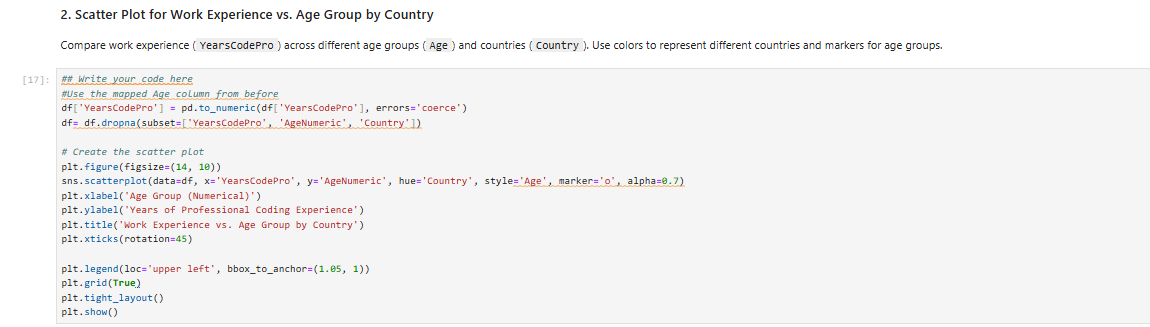 2. Scatter Plot for Work Experience vs. Age Group by Country
Compare work experience ( YearsCodePro ) across different age groups ( Age ) and countries ( Country ). Use colors to represent different countries and markers for age groups.
[17]: ## Write your code here
#Use the mapped Age column from before
df['YearsCodePro'] = pd.to_numeric(df['YearsCodePro'], errors='coerce')
df= df.dropna(subset=['YearsCodePro', 'AgeNumeric', 'Country'])
# Create the scatter plot
plt.figure(figsize=(14, 10))
sns.scatterplot(data=df, x='YearsCodePro', y='AgeNumeric', hue='Country', style='Age', marker='o', alpha=0.7)
plt.xlabel('Age Group (Numerical)')
plt.ylabel('Years of Professional Coding Experience')
plt.title('Work Experience vs. Age Group by Country')
plt.xticks(rotation=45)
plt.legend(loc='upper left', bbox_to_anchor=(1.05, 1))
plt.grid(True)
plt.tight_layout()
plt.show()